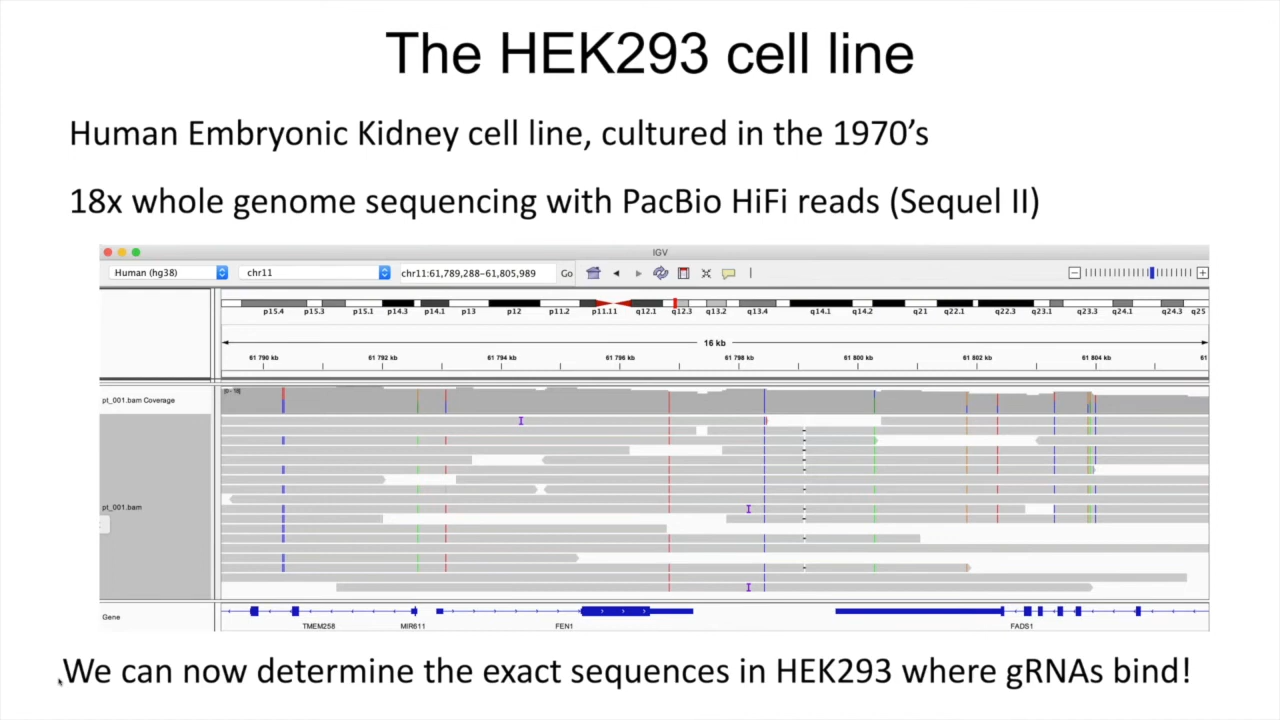 The HEK293 cell line
Human Embryonic Kidney cell line, cultured in the 1970’s
18x whole genome sequencing with PacBio HiFi reads (Sequel II)
IGV
Human (hg38) chr11 chr11:61,789,288-61,805,989 Go
p15.4 p15.3 p15.1 p14.3 p14.1 p13 p12 p11.2 p11.11 q12.1 q12.3 q13.2 q13.4 q14.1 q14.2 q21 q22.1 q22.3 q23.1 q23.3 q24.1 q24.3 q25
16 kb
61 790 kb 61 792 kb 61 794 kb 61 796 kb 61 798 kb 61 800 kb 61 802 kb 61 804 kb 61
pt_001.bam Coverage
pt_001.bam
Gene
TMEM258 MIR611 FEN1 FADS1
We can now determine the exact sequences in HEK293 where gRNAs bind!